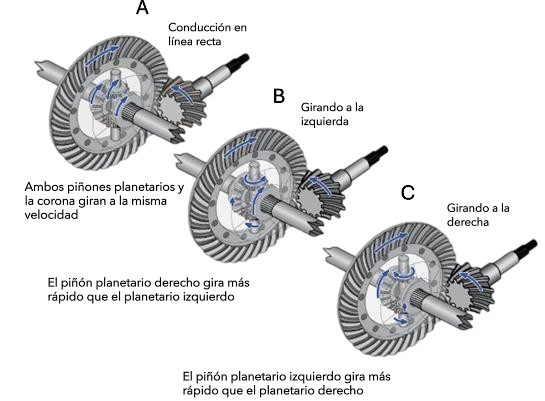 A
Conducción en
línea recta
Ambos piñones planetarios y
la corona giran a la misma
velocidad
B
Girando a la
izquierda
El piñón planetario derecho gira más
rápido que el planetario izquierdo
C
Girando a la
derecha
El piñón planetario izquierdo gira más
rápido que el planetario derecho